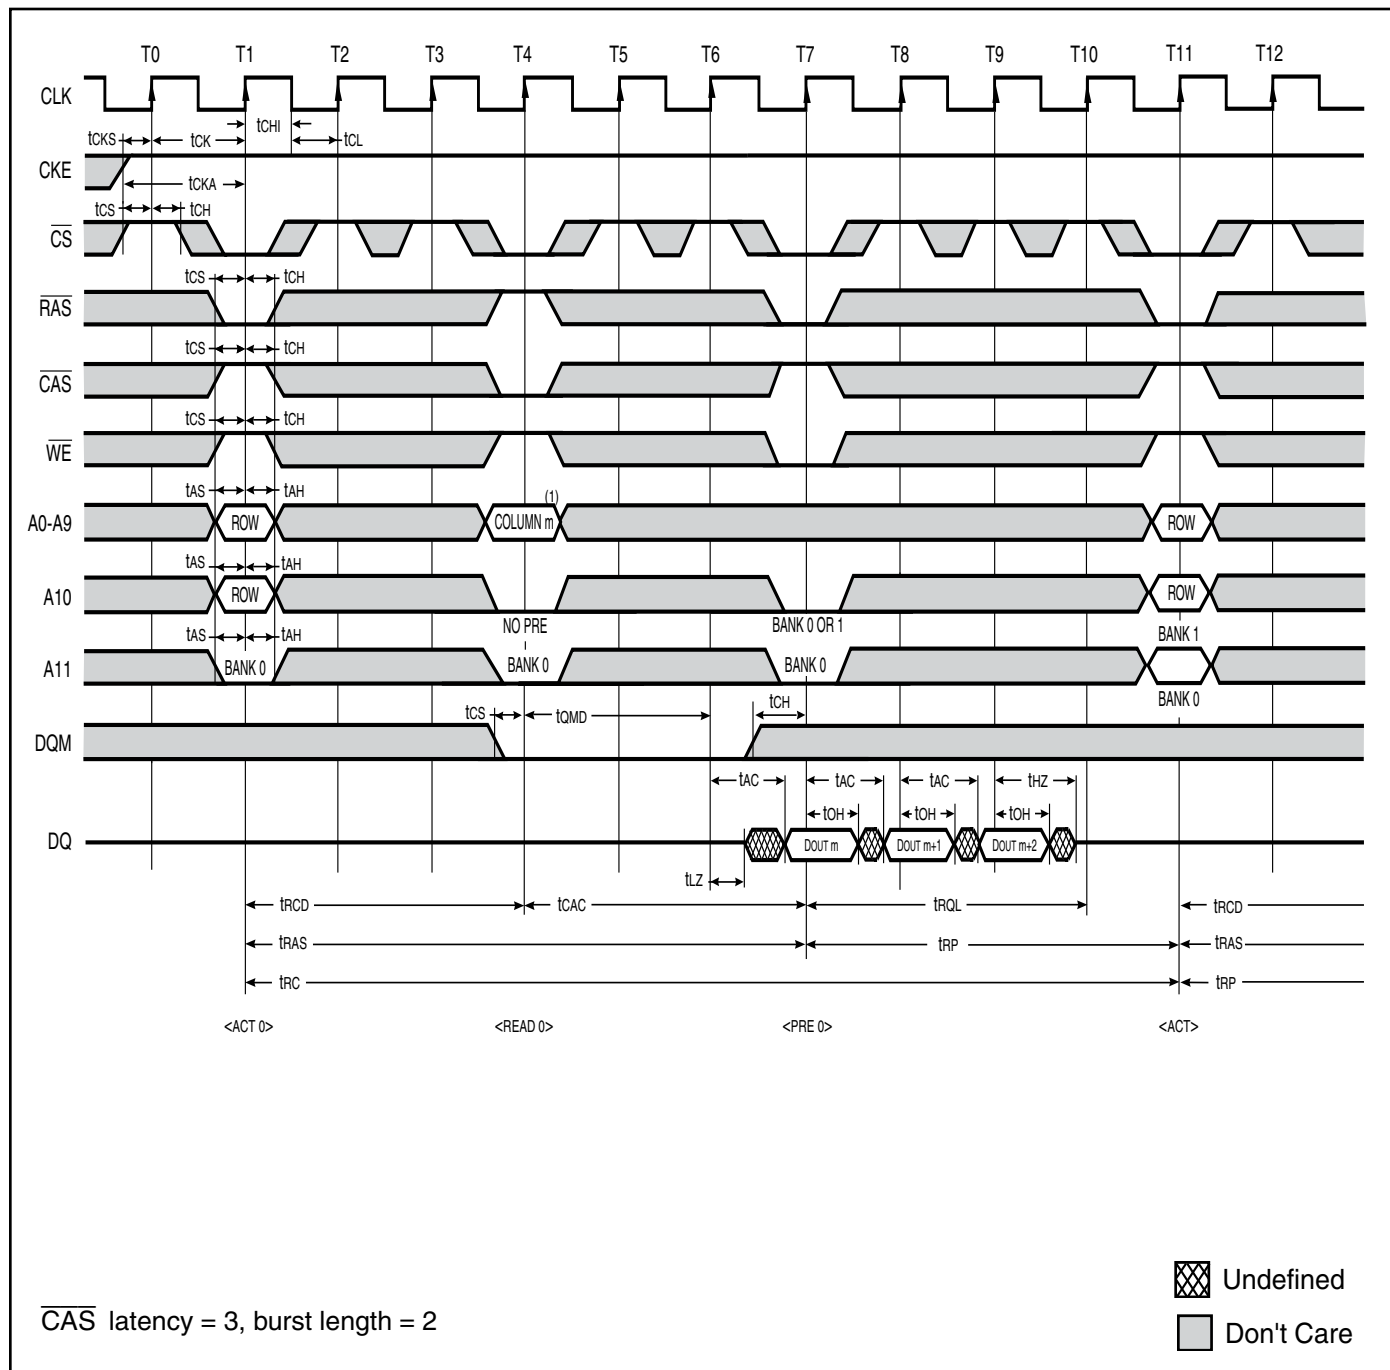 T0 T1 T2 T3 T4 T5 T6 T7 T8 T9 T10 T11 T12
CLK
tCHI
tCKS tCK tCL
CKE
tCKA
tCS tCH
CS
tCS tCH
RAS
tCS tCH
CAS
tCS tCH
WE
tAS tAH (1)
A0-A9 ROW COLUMN m ROW
tAS tAH
A10 ROW ROW
NO PRE BANK 0 OR 1 BANK 1
tAS tAH
A11 BANK 0 BANK 0 BANK 0
BANK 0
tCS tQMD tCH
DQM
tAC tAC tAC tHZ
tOH tOH tOH
DQ DOUT m DOUT m+1 DOUT m+2
tLZ
tRCD tCAC tRQL tRCD
tRAS tRP tRAS
tRC tRP
<ACT 0> <READ 0> <PRE 0> <ACT>
Undefined
CAS latency = 3, burst length = 2
Don't Care